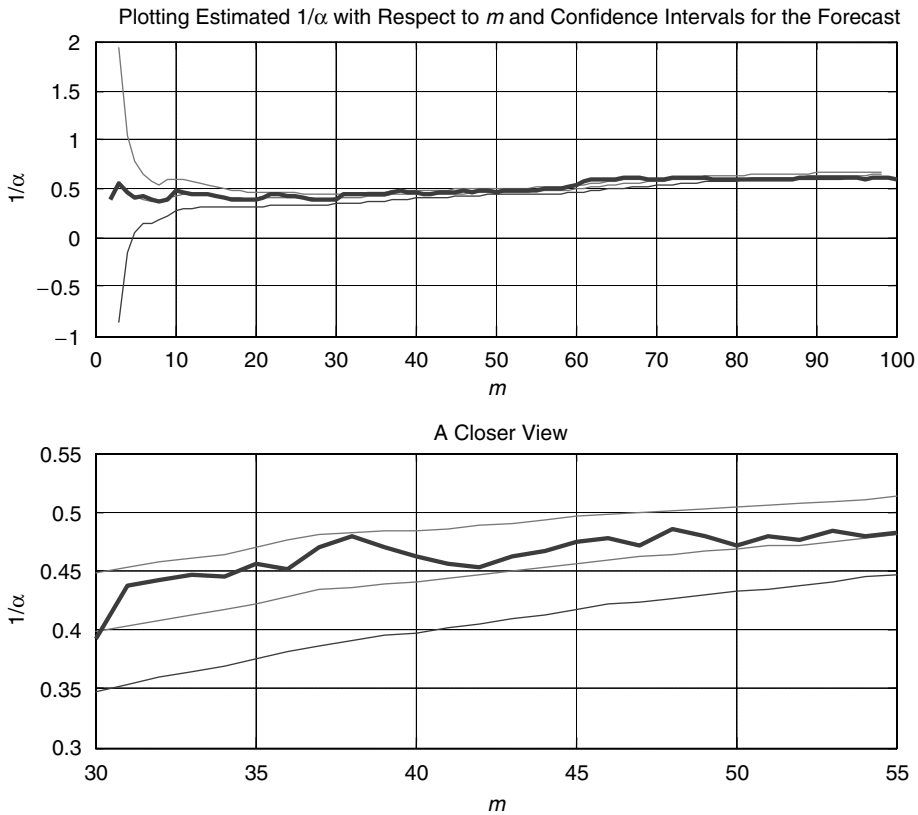 Plotting Estimated 1/α with Respect to m and Confidence Intervals for the Forecast
2
1.5
1
0.5
0
−0.5
−1
1/α
0 10 20 30 40 50 60 70 80 90 100
m
A Closer View
0.55
0.5
0.45
0.4
0.35
0.3
1/α
30 35 40 45 50 55
m